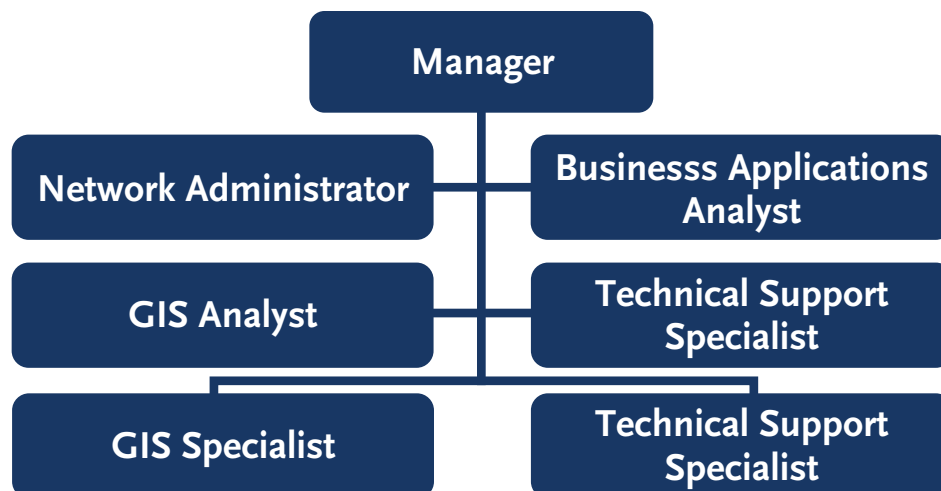 Manager
Network Administrator
Businesss Applications
Analyst
GIS Analyst
Technical Support
Specialist
GIS Specialist
Technical Support
Specialist